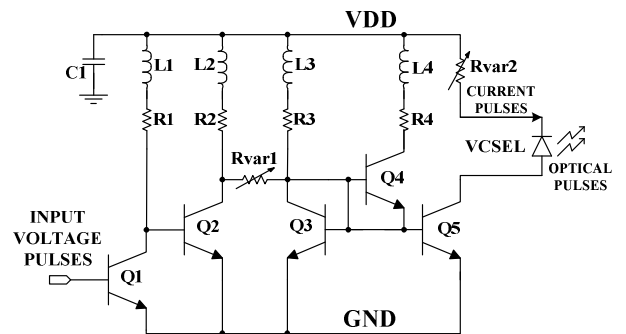 VDD
C1
L1
L2
L3
L4
Rvar2
R1
R2
R3
R4
CURRENT
PULSES
VCSEL
OPTICAL
PULSES
Rvar1
Q4
INPUT
VOLTAGE
PULSES
Q1
Q2
Q3
Q5
GND